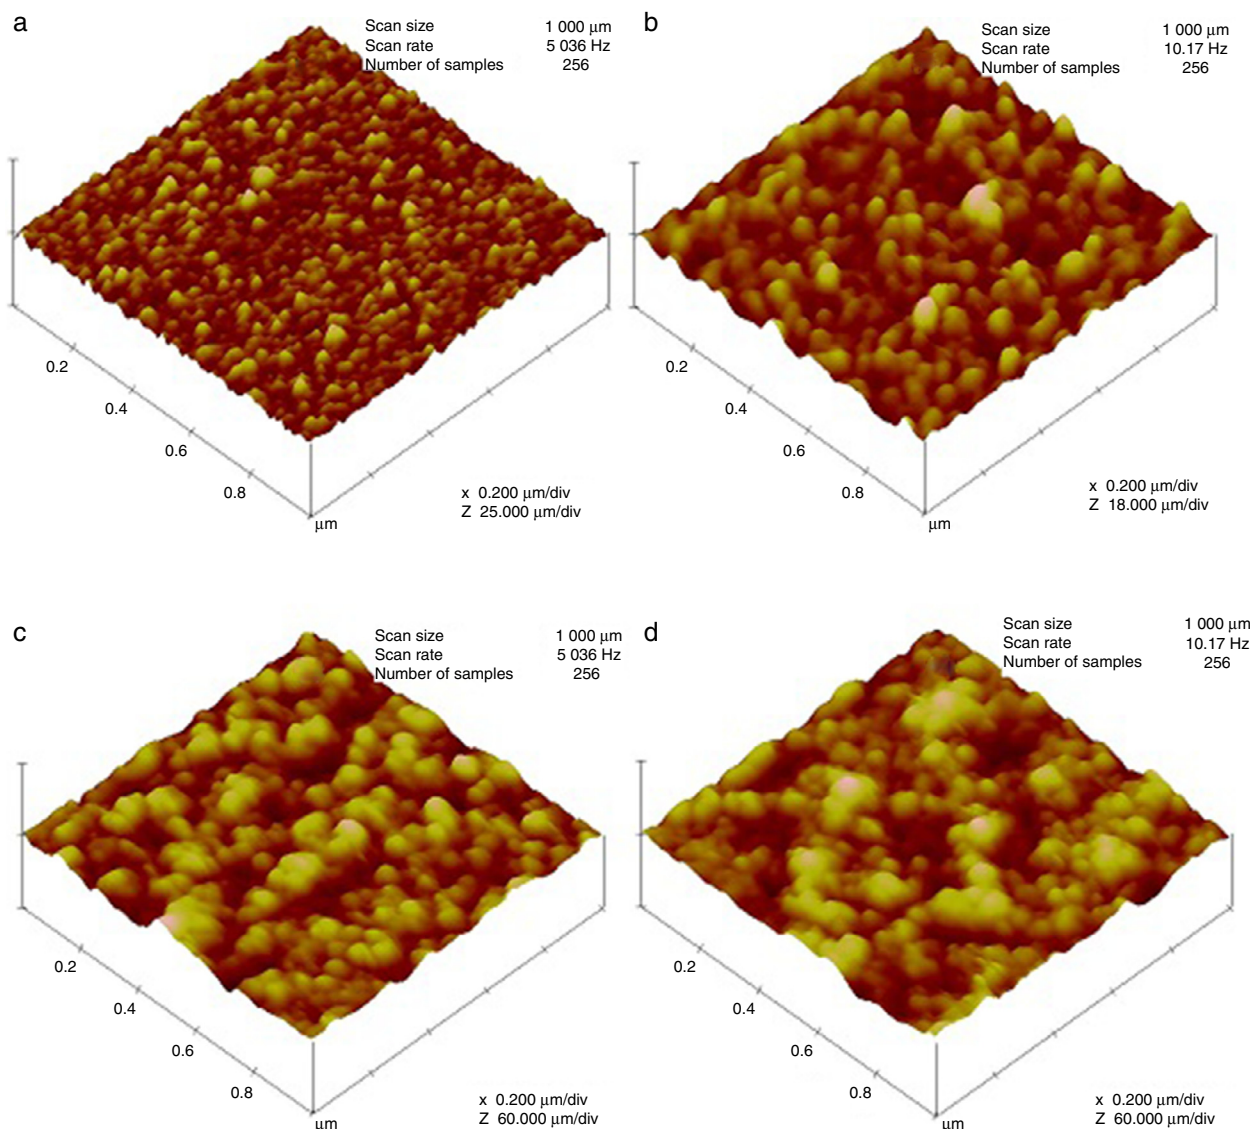 a
Scan size 1 000 μm
Scan rate 5 036 Hz
Number of samples 256
0.2
0.4
0.6
0.8
μm
x 0.200 μm/div
Z 25.000 μm/div
b
Scan size 1 000 μm
Scan rate 10.17 Hz
Number of samples 256
0.2
0.4
0.6
0.8
μm
x 0.200 μm/div
Z 18.000 μm/div
c
Scan size 1 000 μm
Scan rate 5 036 Hz
Number of samples 256
0.2
0.4
0.6
0.8
μm
x 0.200 μm/div
Z 60.000 μm/div
d
Scan size 1 000 μm
Scan rate 10.17 Hz
Number of samples 256
0.2
0.4
0.6
0.8
μm
x 0.200 μm/div
Z 60.000 μm/div